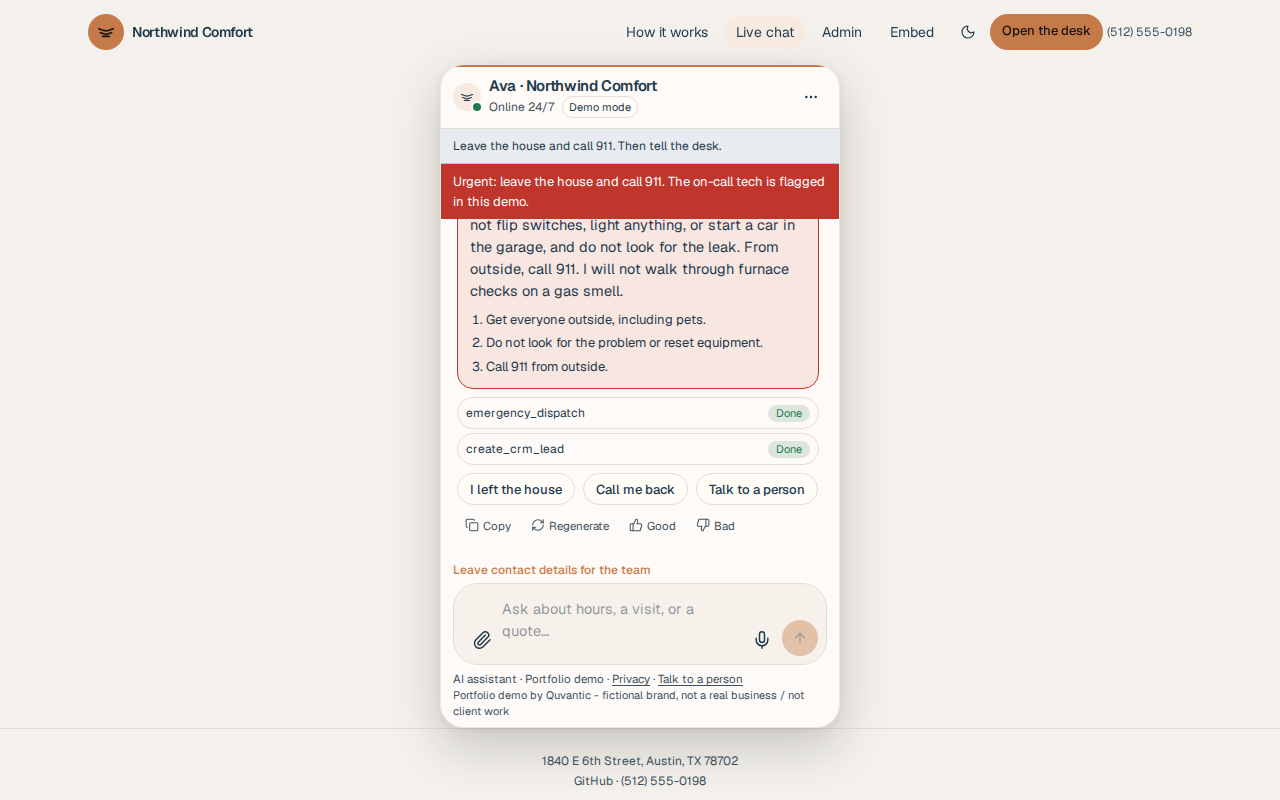 Northwind Comfort
How it works
Live chat
Admin
Embed
Open the desk
(512) 555-0198
Ava · Northwind Comfort
Online 24/7
Demo mode
Leave the house and call 911. Then tell the desk.
Urgent: leave the house and call 911. The on-call tech is flagged
in this demo.
not flip switches, light anything, or start a car in
the garage, and do not look for the leak. From
outside, call 911. I will not walk through furnace
checks on a gas smell.
1. Get everyone outside, including pets.
2. Do not look for the problem or reset equipment.
3. Call 911 from outside.
emergency_dispatch
Done
create_crm_lead
Done
I left the house
Call me back
Talk to a person
Copy
Regenerate
Good
Bad
Leave contact details for the team
Ask about hours, a visit, or a
quote…
AI assistant · Portfolio demo · Privacy · Talk to a person
Portfolio demo by Quvantic - fictional brand, not a real business / not
client work
1840 E 6th Street, Austin, TX 78702
GitHub · (512) 555-0198